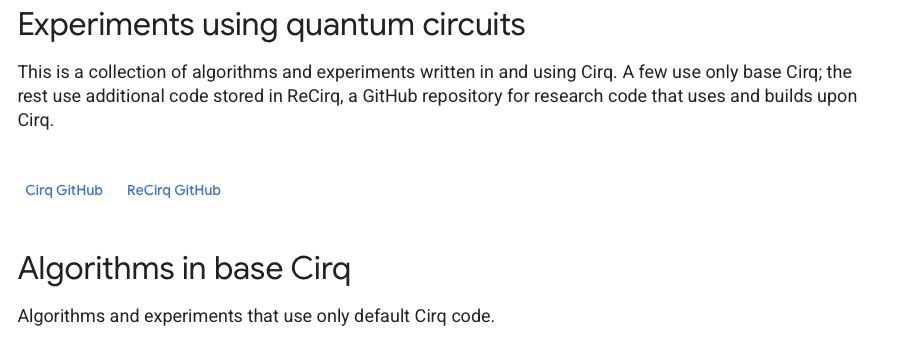 Experiments using quantum circuits
This is a collection of algorithms and experiments written in and using Cirq. A few use only base Cirq; the
rest use additional code stored in ReCirq, a GitHub repository for research code that uses and builds upon
Cirq.
Cirq GitHub ReCirq GitHub
Algorithms in base Cirq
Algorithms and experiments that use only default Cirq code.